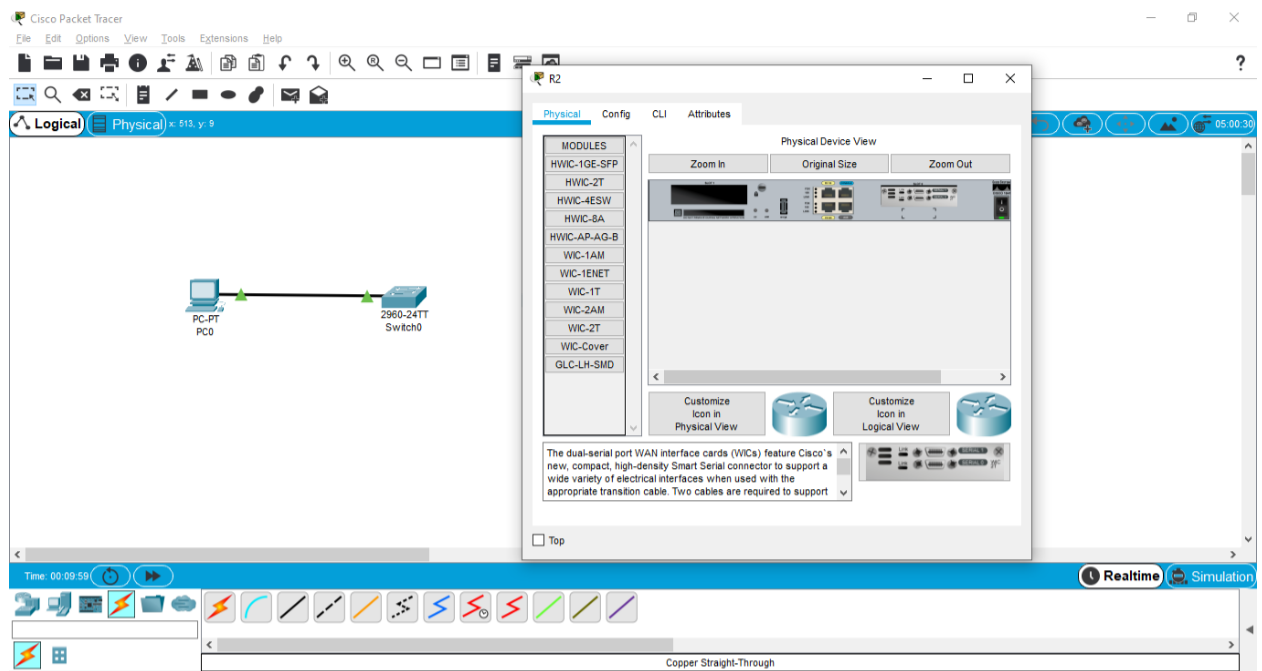 Cisco Packet Tracer
File Edit Options View Tools Extensions Help
?
Logical
Physical
x: 513, y: 9
05:00:30
PC-PT
PC0
2960-24TT
Switch0
R2
Physical Config CLI Attributes
MODULES
HWIC-1GE-SFP
HWIC-2T
HWIC-4ESW
HWIC-8A
HWIC-AP-AG-B
WIC-1AM
WIC-1ENET
WIC-1T
WIC-2AM
WIC-2T
WIC-Cover
GLC-LH-SMD
Physical Device View
Zoom In Original Size Zoom Out
Customize
Icon in
Physical View
Customize
Icon in
Logical View
The dual-serial port WAN interface cards (WICs) feature Cisco's
new, compact, high-density Smart Serial connector to support a
wide variety of electrical interfaces when used with the
appropriate transition cable. Two cables are required to support
SERIAL 1
SERIAL 0
Top
Time: 00:09:59
Realtime
Simulation
Copper Straight-Through